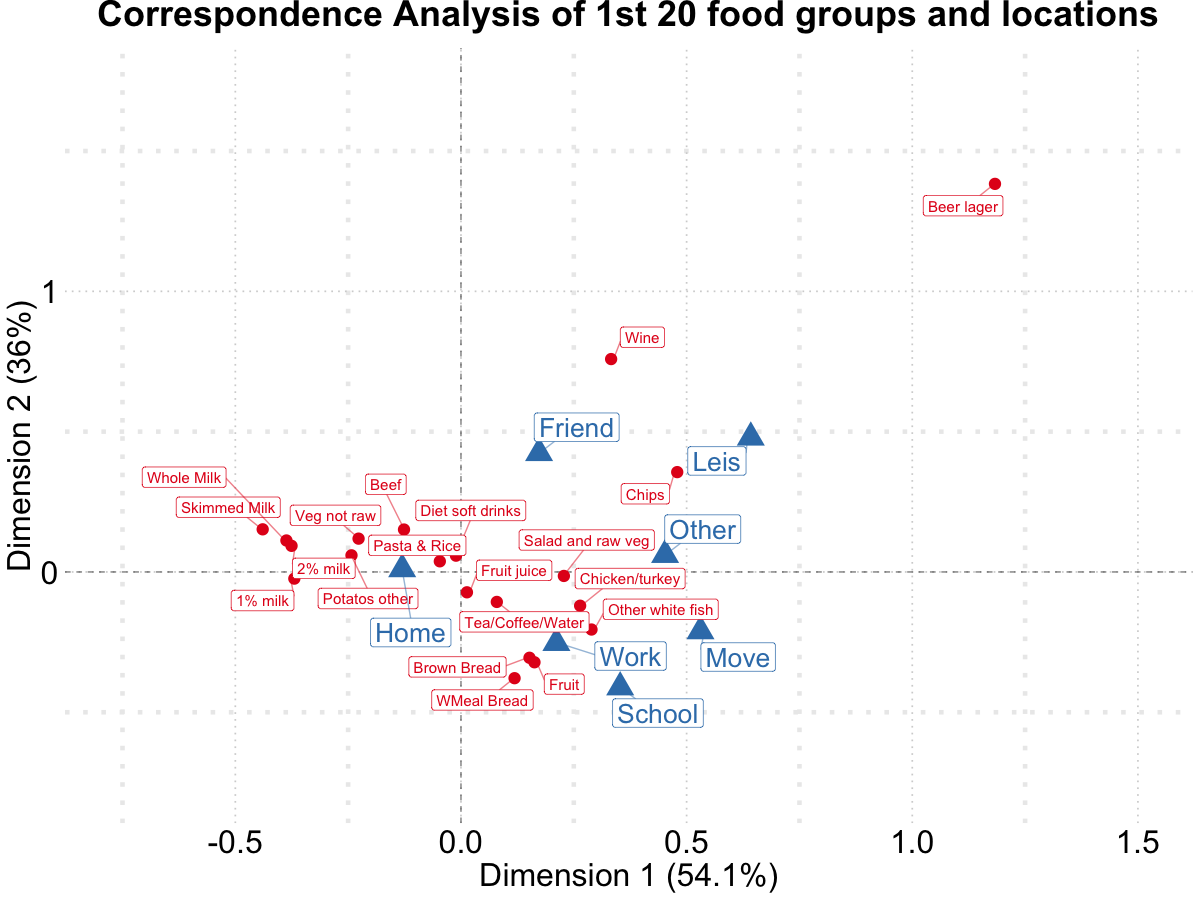 Correspondence Analysis of 1st 20 food groups and locations
Dimension 2 (36%)
1
0
Beer lager
Wine
Friend
Leis
Whole Milk
Beef
Chips
Skimmed Milk
Veg not raw
Diet soft drinks
Other
Pasta & Rice
Salad and raw veg
2% milk
Fruit juice
Chicken/turkey
1% milk
Potatos other
Other white fish
Home
Tea/Coffee/Water
Work
Move
Brown Bread
Fruit
WMeal Bread
School
-0.5
0.0
0.5
1.0
1.5
Dimension 1 (54.1%)